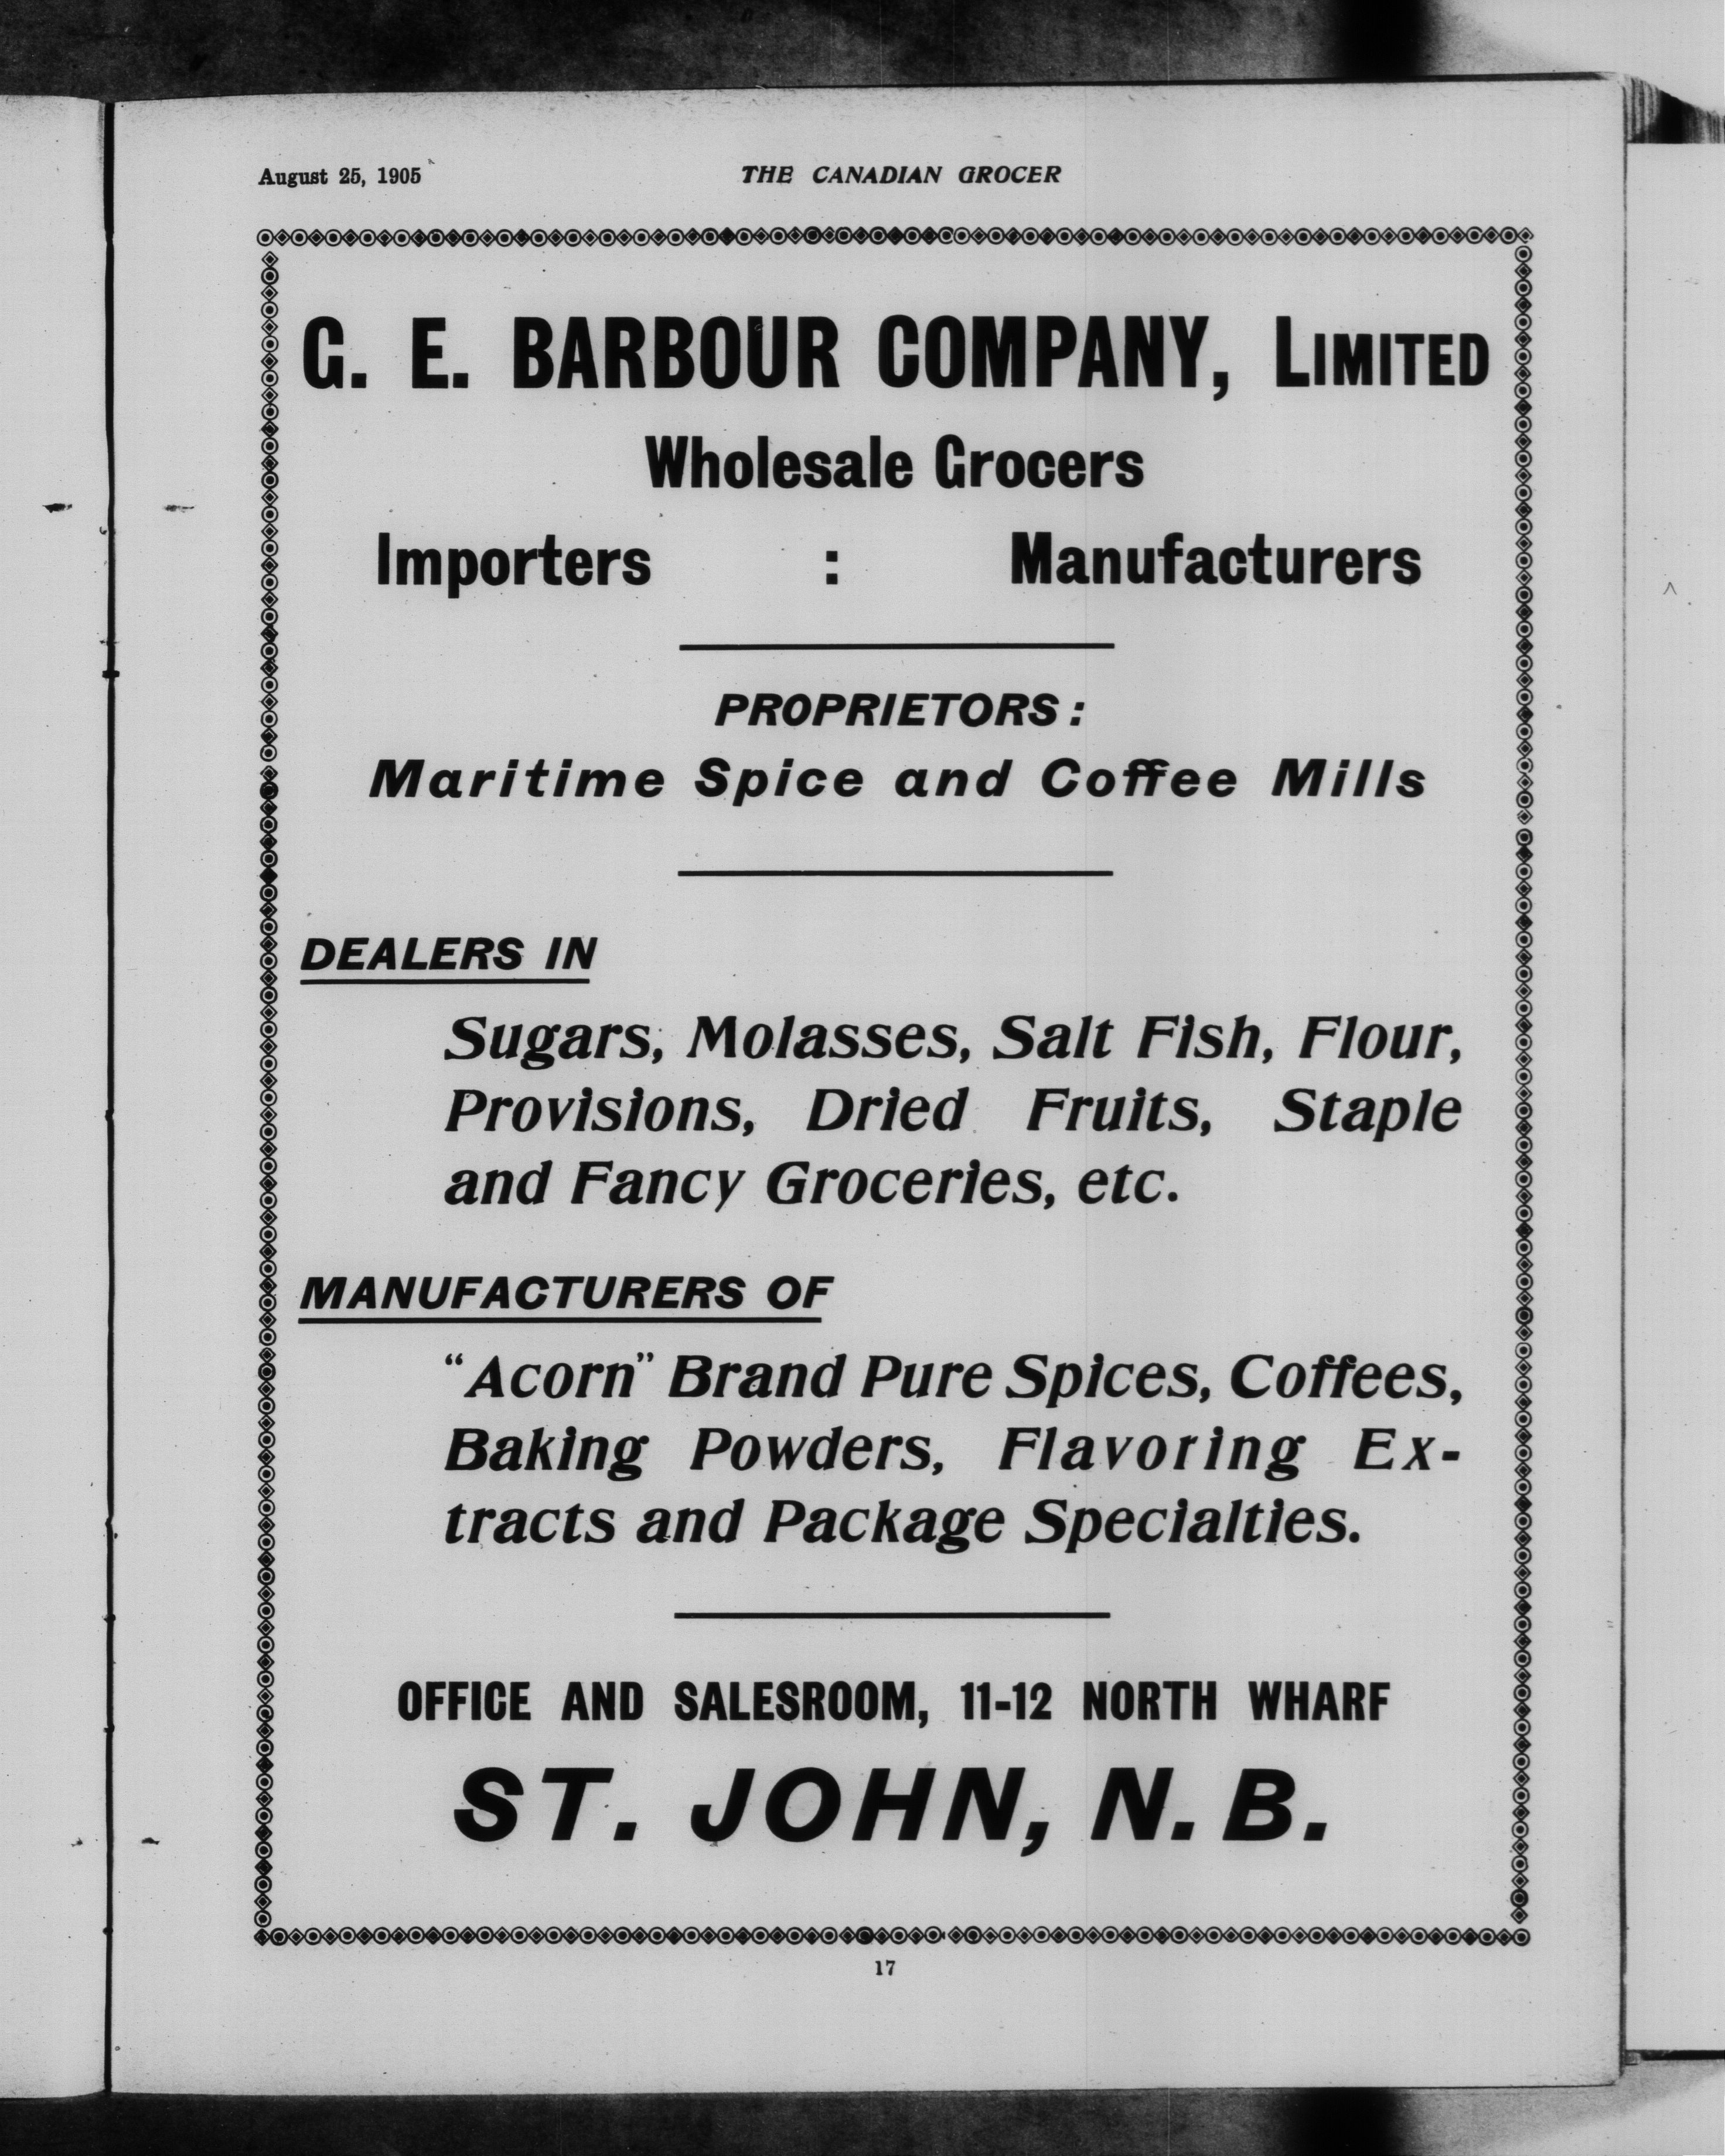 August 25, 1905
THE CANADIAN GROCER
G. E. BARBOUR COMPANY, LIMITED
Wholesale Grocers
Importers : Manufacturers
PROPRIETORS:
Maritime Spice and Coffee Mills
DEALERS IN
Sugars, Molasses, Salt Fish, Flour,
Provisions, Dried Fruits, Staple
and Fancy Groceries, etc.
MANUFACTURERS OF
“Acorn” Brand Pure Spices, Coffees,
Baking Powders, Flavoring Ex-
tracts and Package Specialties.
OFFICE AND SALESROOM, 11-12 NORTH WHARF
ST. JOHN, N.B.
17